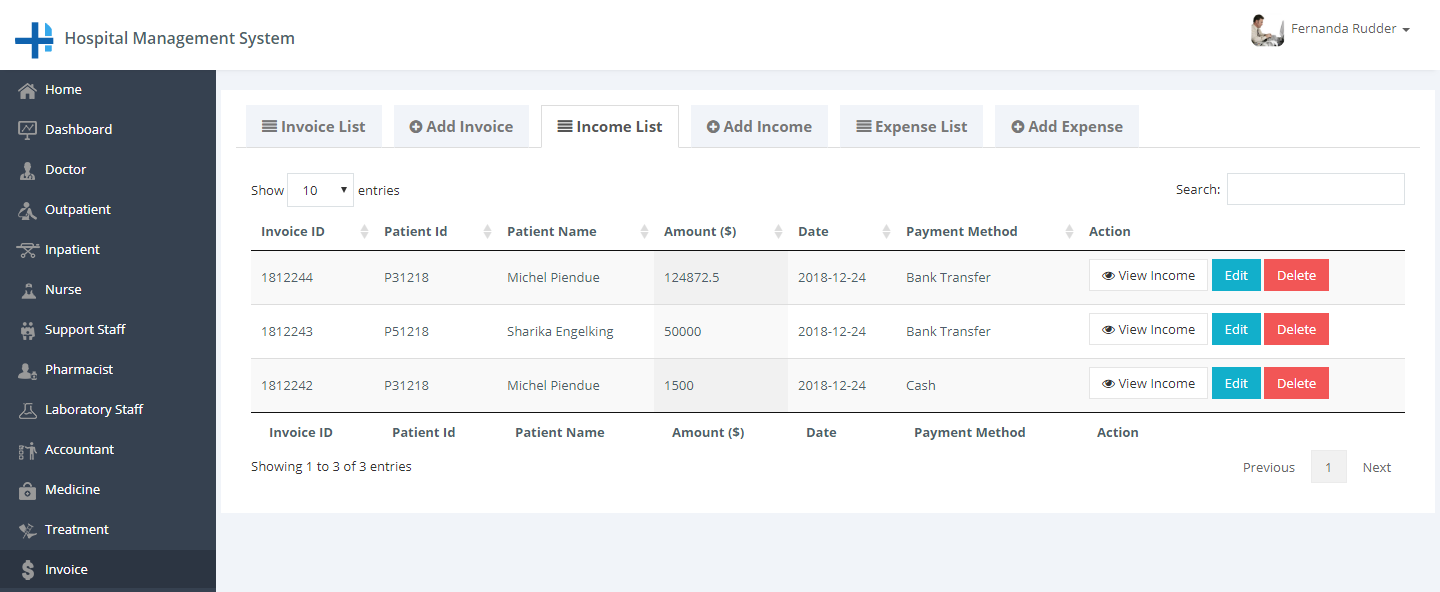 Hospital Management System
Fernanda Rudder
Home
Dashboard
Doctor
Outpatient
Inpatient
Nurse
Support Staff
Pharmacist
Laboratory Staff
Accountant
Medicine
Treatment
Invoice
Invoice List Add Invoice Income List Add Income Expense List Add Expense
Show 10 entries Search:
Invoice ID Patient Id Patient Name Amount ($) Date Payment Method Action
1812244 P31218 Michel Piendue 124872.5 2018-12-24 Bank Transfer View Income Edit Delete
1812243 P51218 Sharika Engelking 50000 2018-12-24 Bank Transfer View Income Edit Delete
1812242 P31218 Michel Piendue 1500 2018-12-24 Cash View Income Edit Delete
Invoice ID Patient Id Patient Name Amount ($) Date Payment Method Action
Showing 1 to 3 of 3 entries Previous 1 Next